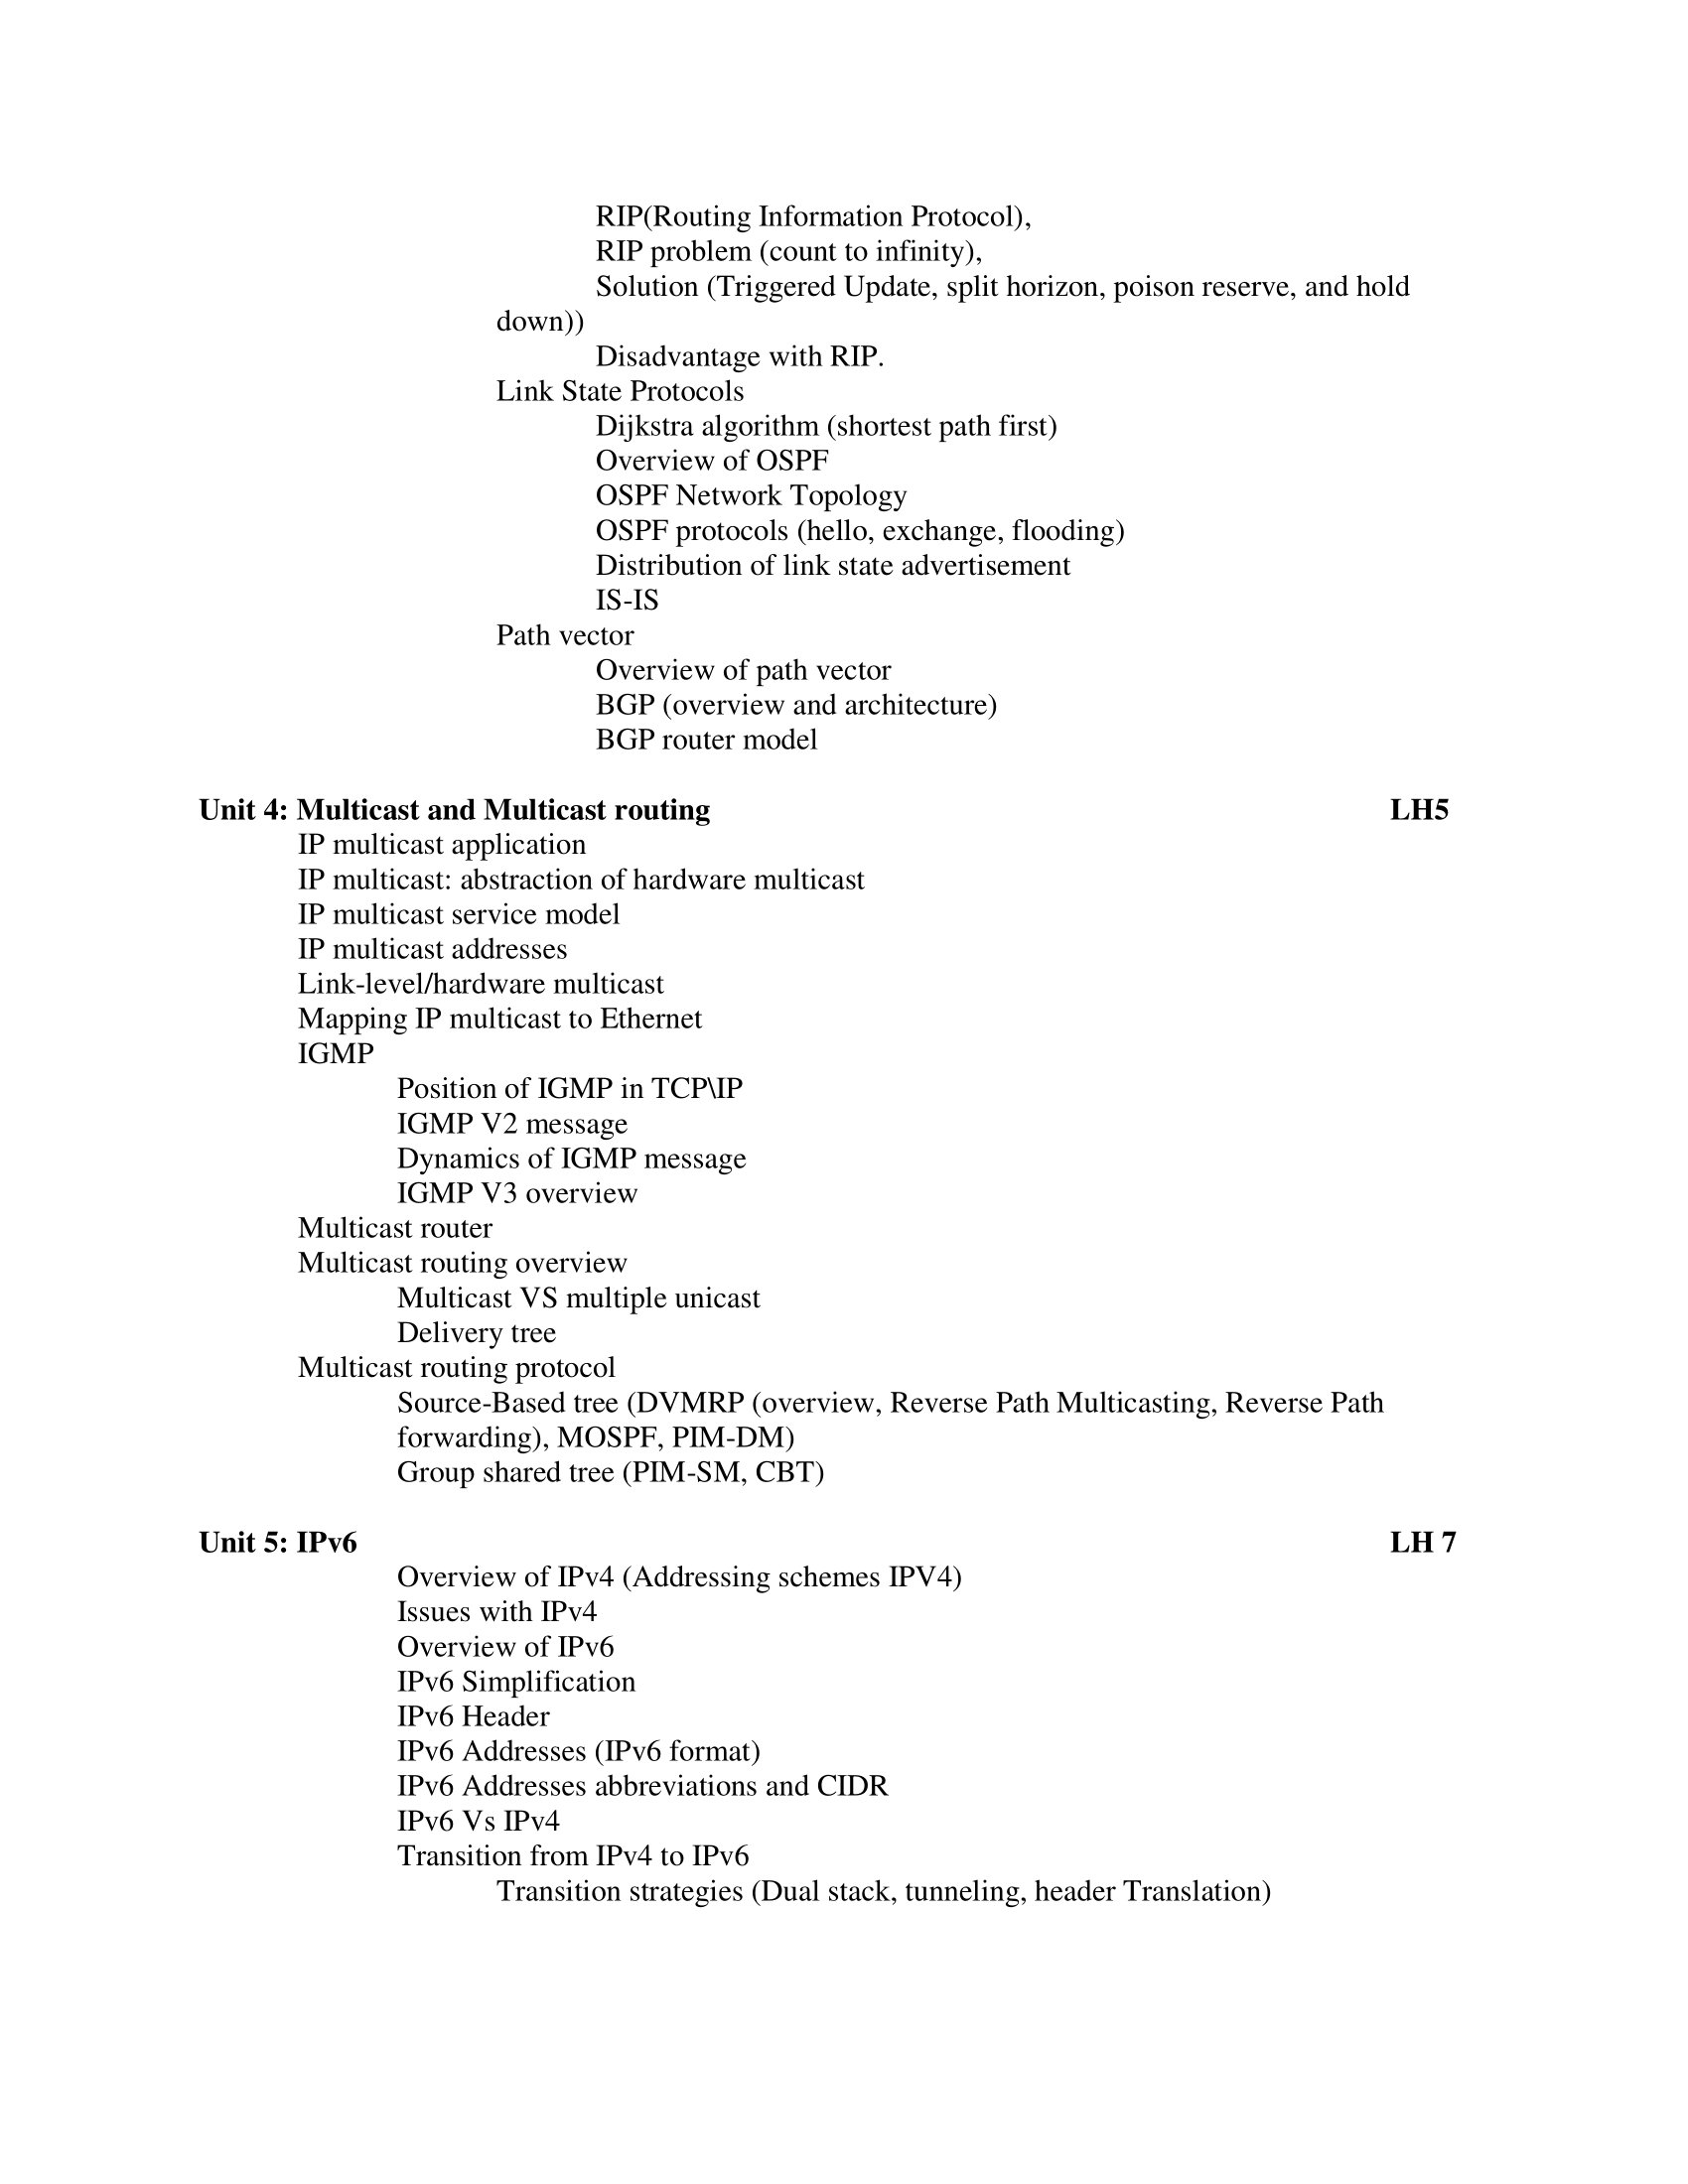 RIP(Routing Information Protocol),
RIP problem (count to infinity),
Solution (Triggered Update, split horizon, poison reserve, and hold
down))
Disadvantage with RIP.
Link State Protocols
Dijkstra algorithm (shortest path first)
Overview of OSPF
OSPF Network Topology
OSPF protocols (hello, exchange, flooding)
Distribution of link state advertisement
IS-IS
Path vector
Overview of path vector
BGP (overview and architecture)
BGP router model
Unit 4: Multicast and Multicast routing LH5
IP multicast application
IP multicast: abstraction of hardware multicast
IP multicast service model
IP multicast addresses
Link-level/hardware multicast
Mapping IP multicast to Ethernet
IGMP
Position of IGMP in TCP\IP
IGMP V2 message
Dynamics of IGMP message
IGMP V3 overview
Multicast router
Multicast routing overview
Multicast VS multiple unicast
Delivery tree
Multicast routing protocol
Source-Based tree (DVMRP (overview, Reverse Path Multicasting, Reverse Path
forwarding), MOSPF, PIM-DM)
Group shared tree (PIM-SM, CBT)
Unit 5: IPv6 LH 7
Overview of IPv4 (Addressing schemes IPV4)
Issues with IPv4
Overview of IPv6
IPv6 Simplification
IPv6 Header
IPv6 Addresses (IPv6 format)
IPv6 Addresses abbreviations and CIDR
IPv6 Vs IPv4
Transition from IPv4 to IPv6
Transition strategies (Dual stack, tunneling, header Translation)